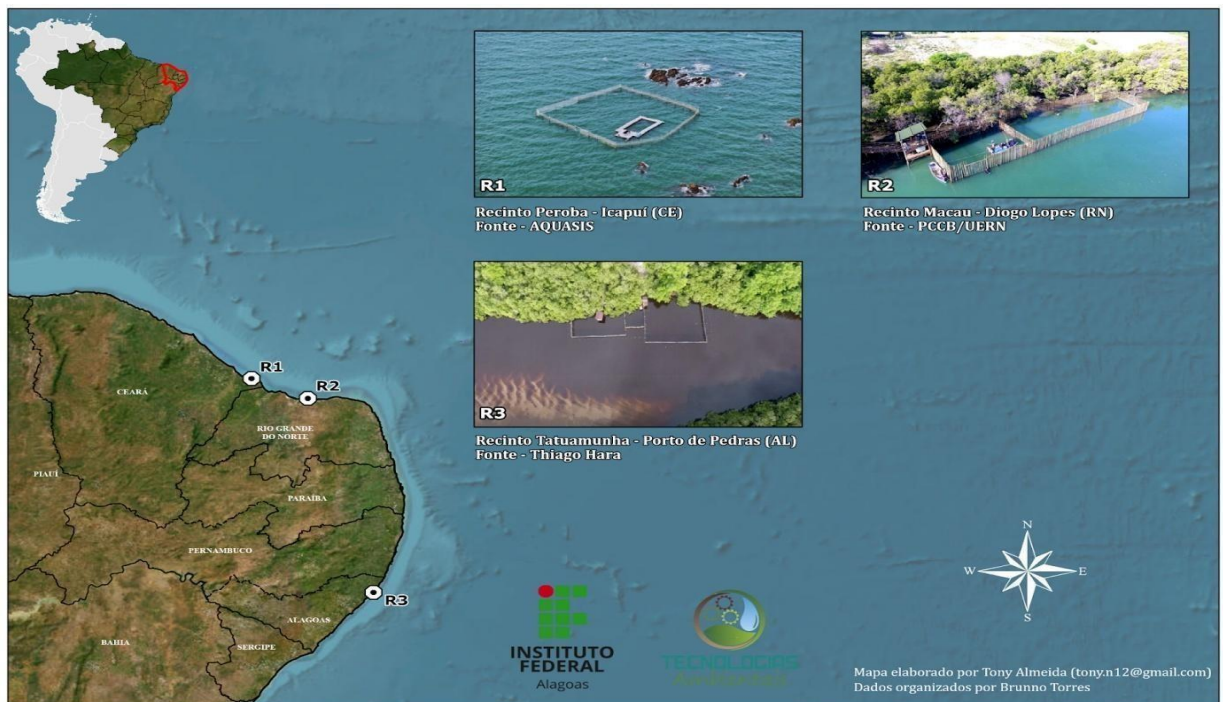 R1
Recinto Peroba - Icapuí (CE)
Fonte - AQUASIS
R2
Recinto Macau - Diogo Lopes (RN)
Fonte - PCCB/UERN
R3
Recinto Tatuamunha - Porto de Pedras (AL)
Fonte - Thiago Hara
R1
R2
CEARÁ
RIO GRANDE
DO NORTE
PIAUÍ
PARAÍBA
PERNAMBUCO
R3
ALAGOAS
BAHIA
SERGIPE
N
W
E
S
INSTITUTO
FEDERAL
Alagoas
TECNOLOGIAS
Mapa elaborado por Tony Almeida (tony.n12@gmail.com)
Dados organizados por Brunno Torres